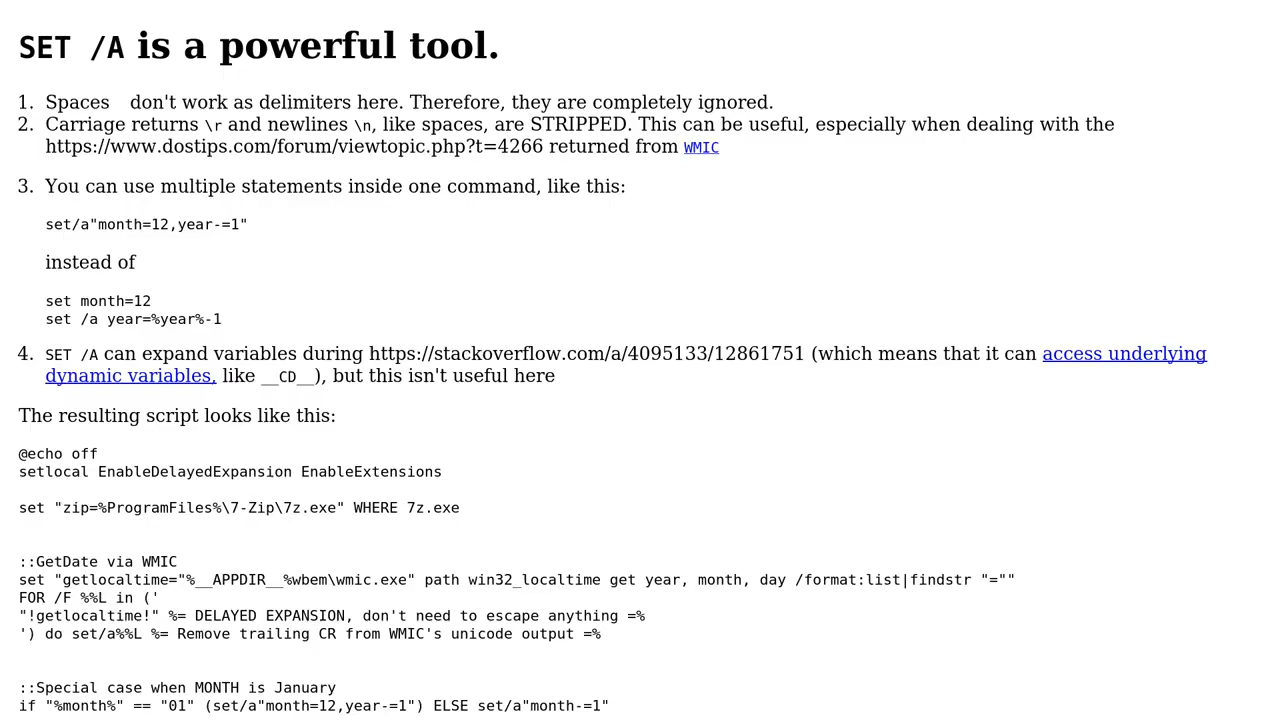 SET /A is a powerful tool.
1. Spaces    don't work as delimiters here. Therefore, they are completely ignored.
2. Carriage returns \r and newlines \n, like spaces, are STRIPPED. This can be useful, especially when dealing with the
https://www.dostips.com/forum/viewtopic.php?t=4266 returned from WMIC
3. You can use multiple statements inside one command, like this:
set/a"month=12,year-=1"
instead of
set month=12
set /a year=%year%-1
4. SET /A can expand variables during https://stackoverflow.com/a/4095133/12861751 (which means that it can access underlying
dynamic variables, like __CD__), but this isn't useful here
The resulting script looks like this:
@echo off
setlocal EnableDelayedExpansion EnableExtensions
set "zip=%ProgramFiles%\7-Zip\7z.exe" WHERE 7z.exe
::GetDate via WMIC
set "getlocaltime="%__APPDIR__%wbem\wmic.exe" path win32_localtime get year, month, day /format:list|findstr "=""
FOR /F %%L in ('
"!getlocaltime!" %= DELAYED EXPANSION, don't need to escape anything =%
') do set/a%%L %= Remove trailing CR from WMIC's unicode output =%
::Special case when MONTH is January
if "%month%" == "01" (set/a"month=12,year-=1") ELSE set/a"month-=1"